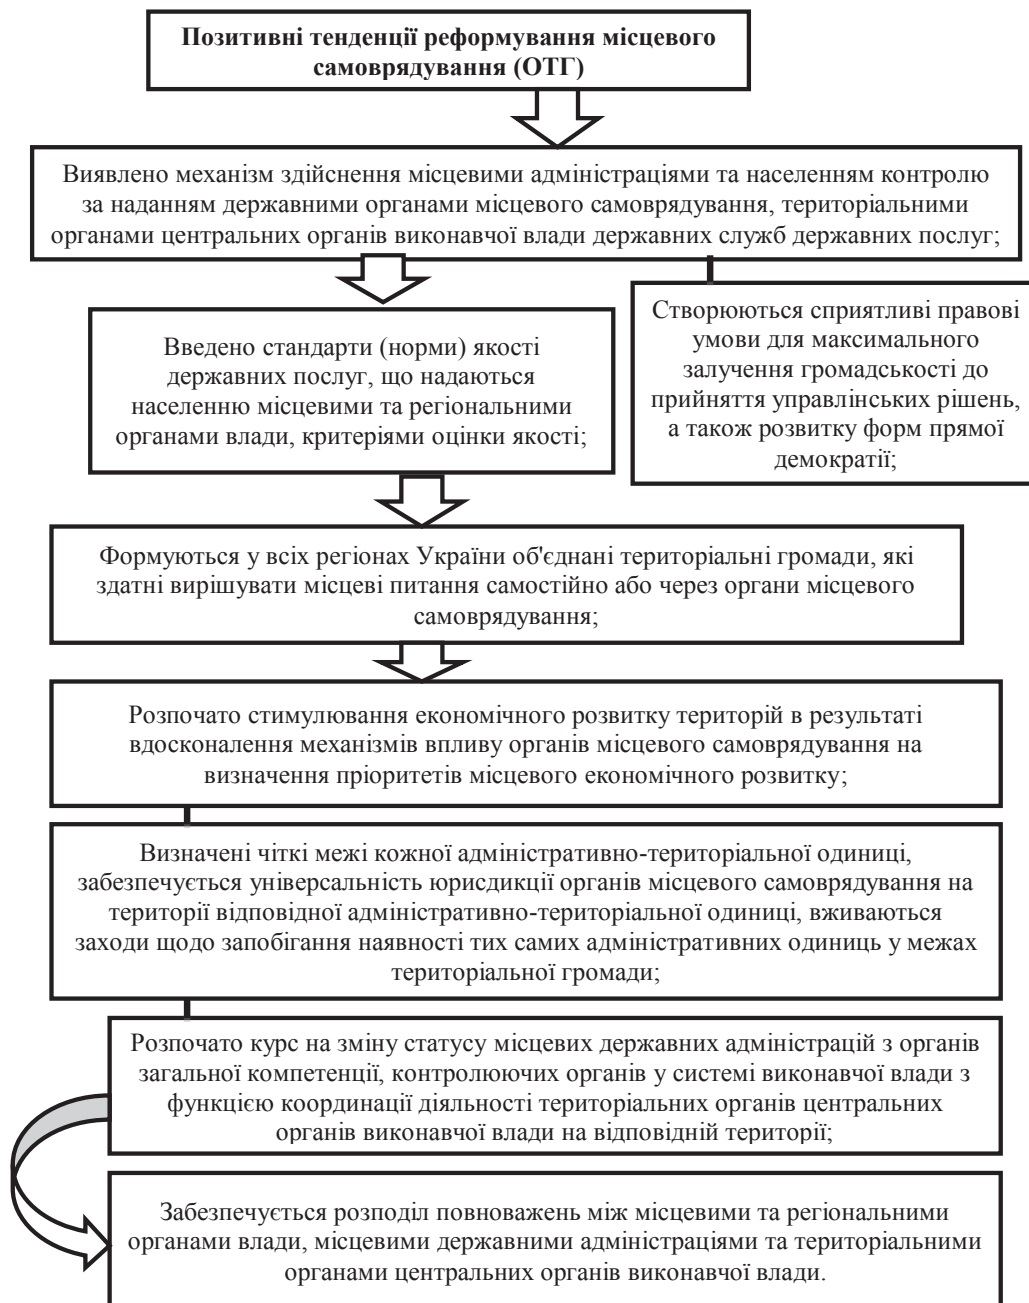 Позитивні тенденції реформування місцевого
самоврядування (ОТГ)
Виявлено механізм здійснення місцевими адміністраціями та населенням контролю
за наданням державними органами місцевого самоврядування, територіальними
органами центральних органів виконавчої влади державних служб державних послуг;
Введено стандарти (норми) якості
державних послуг, що надаються
населенню місцевими та регіональними
органами влади, критеріями оцінки якості;
Створюються сприятливі правові
умови для максимального
залучення громадськості до
прийняття управлінських рішень,
а також розвитку форм прямої
демократії;
Формуються у всіх регіонах України об'єднані територіальні громади, які
здатні вирішувати місцеві питання самостійно або через органи місцевого
самоврядування;
Розпочато стимулювання економічного розвитку територій в результаті
вдосконалення механізмів впливу органів місцевого самоврядування на
визначення пріоритетів місцевого економічного розвитку;
Визначені чіткі межі кожної адміністративно-територіальної одиниці,
забезпечується універсальність юрисдикції органів місцевого самоврядування на
території відповідної адміністративно-територіальної одиниці, вживаються
заходи щодо запобігання наявності тих самих адміністративних одиниць у межах
територіальної громади;
Розпочато курс на зміну статусу місцевих державних адміністрацій з органів
загальної компетенції, контролюючих органів у системі виконавчої влади з
функцією координації діяльності територіальних органів центральних
органів виконавчої влади на відповідній території;
Забезпечується розподіл повноважень між місцевими та регіональними
органами влади, місцевими державними адміністраціями та територіальними
органами центральних органів виконавчої влади.